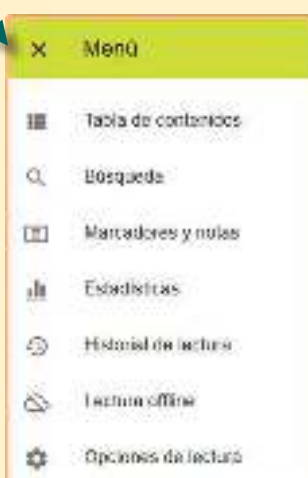 Menú
Tabla de contenidos
Búsqueda
Marcadores y notas
Estadísticas
Historial de lectura
Lectura offline
Opciones de lectura